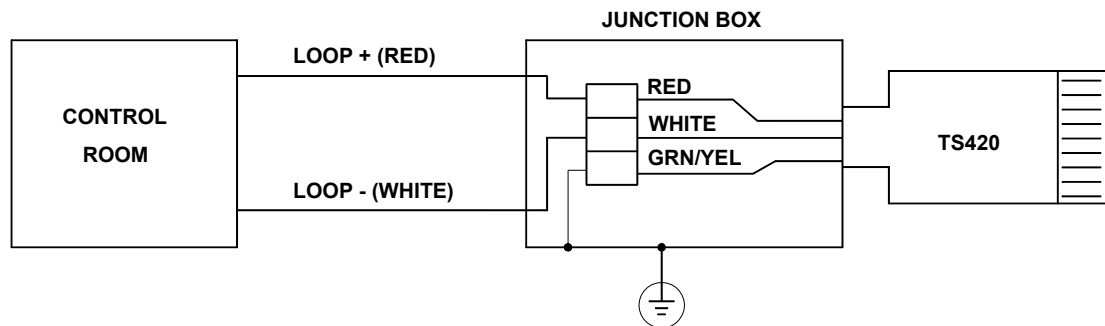 JUNCTION BOX
LOOP + (RED)
RED
CONTROL
ROOM
WHITE
TS420
GRN/YEL
LOOP - (WHITE)